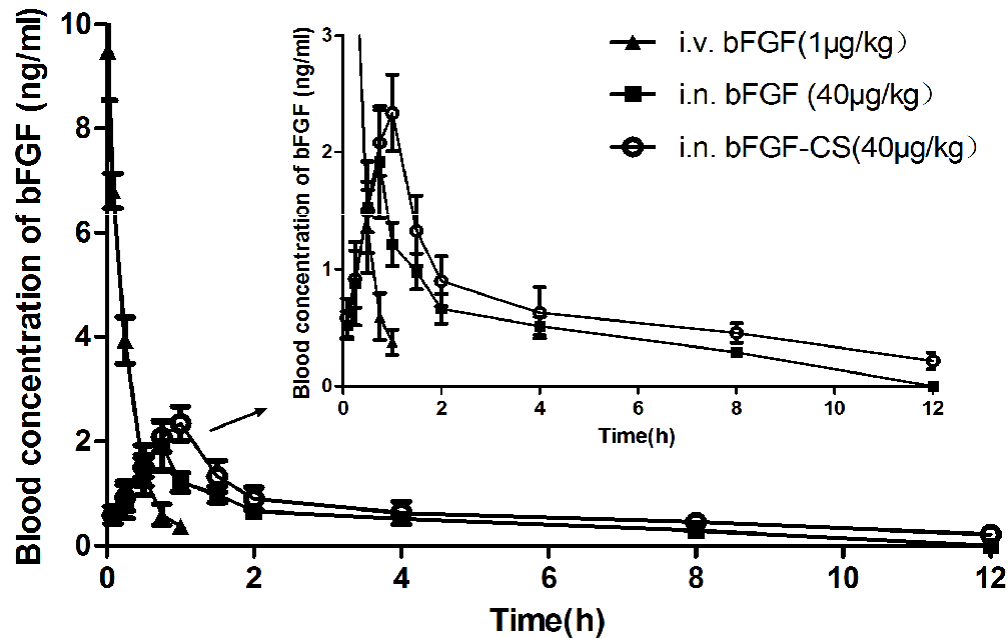 Blood concentration of bFGF (ng/ml)
10
8
6
4
2
0
0 2 4 6 8 10 12
Time(h)
Blood concentration of bFGF (ng/ml)
3
2
1
0
0 2 4 6 8 10 12
Time(h)
i.v. bFGF(1μg/kg）
i.n. bFGF (40μg/kg）
i.n. bFGF-CS(40μg/kg）